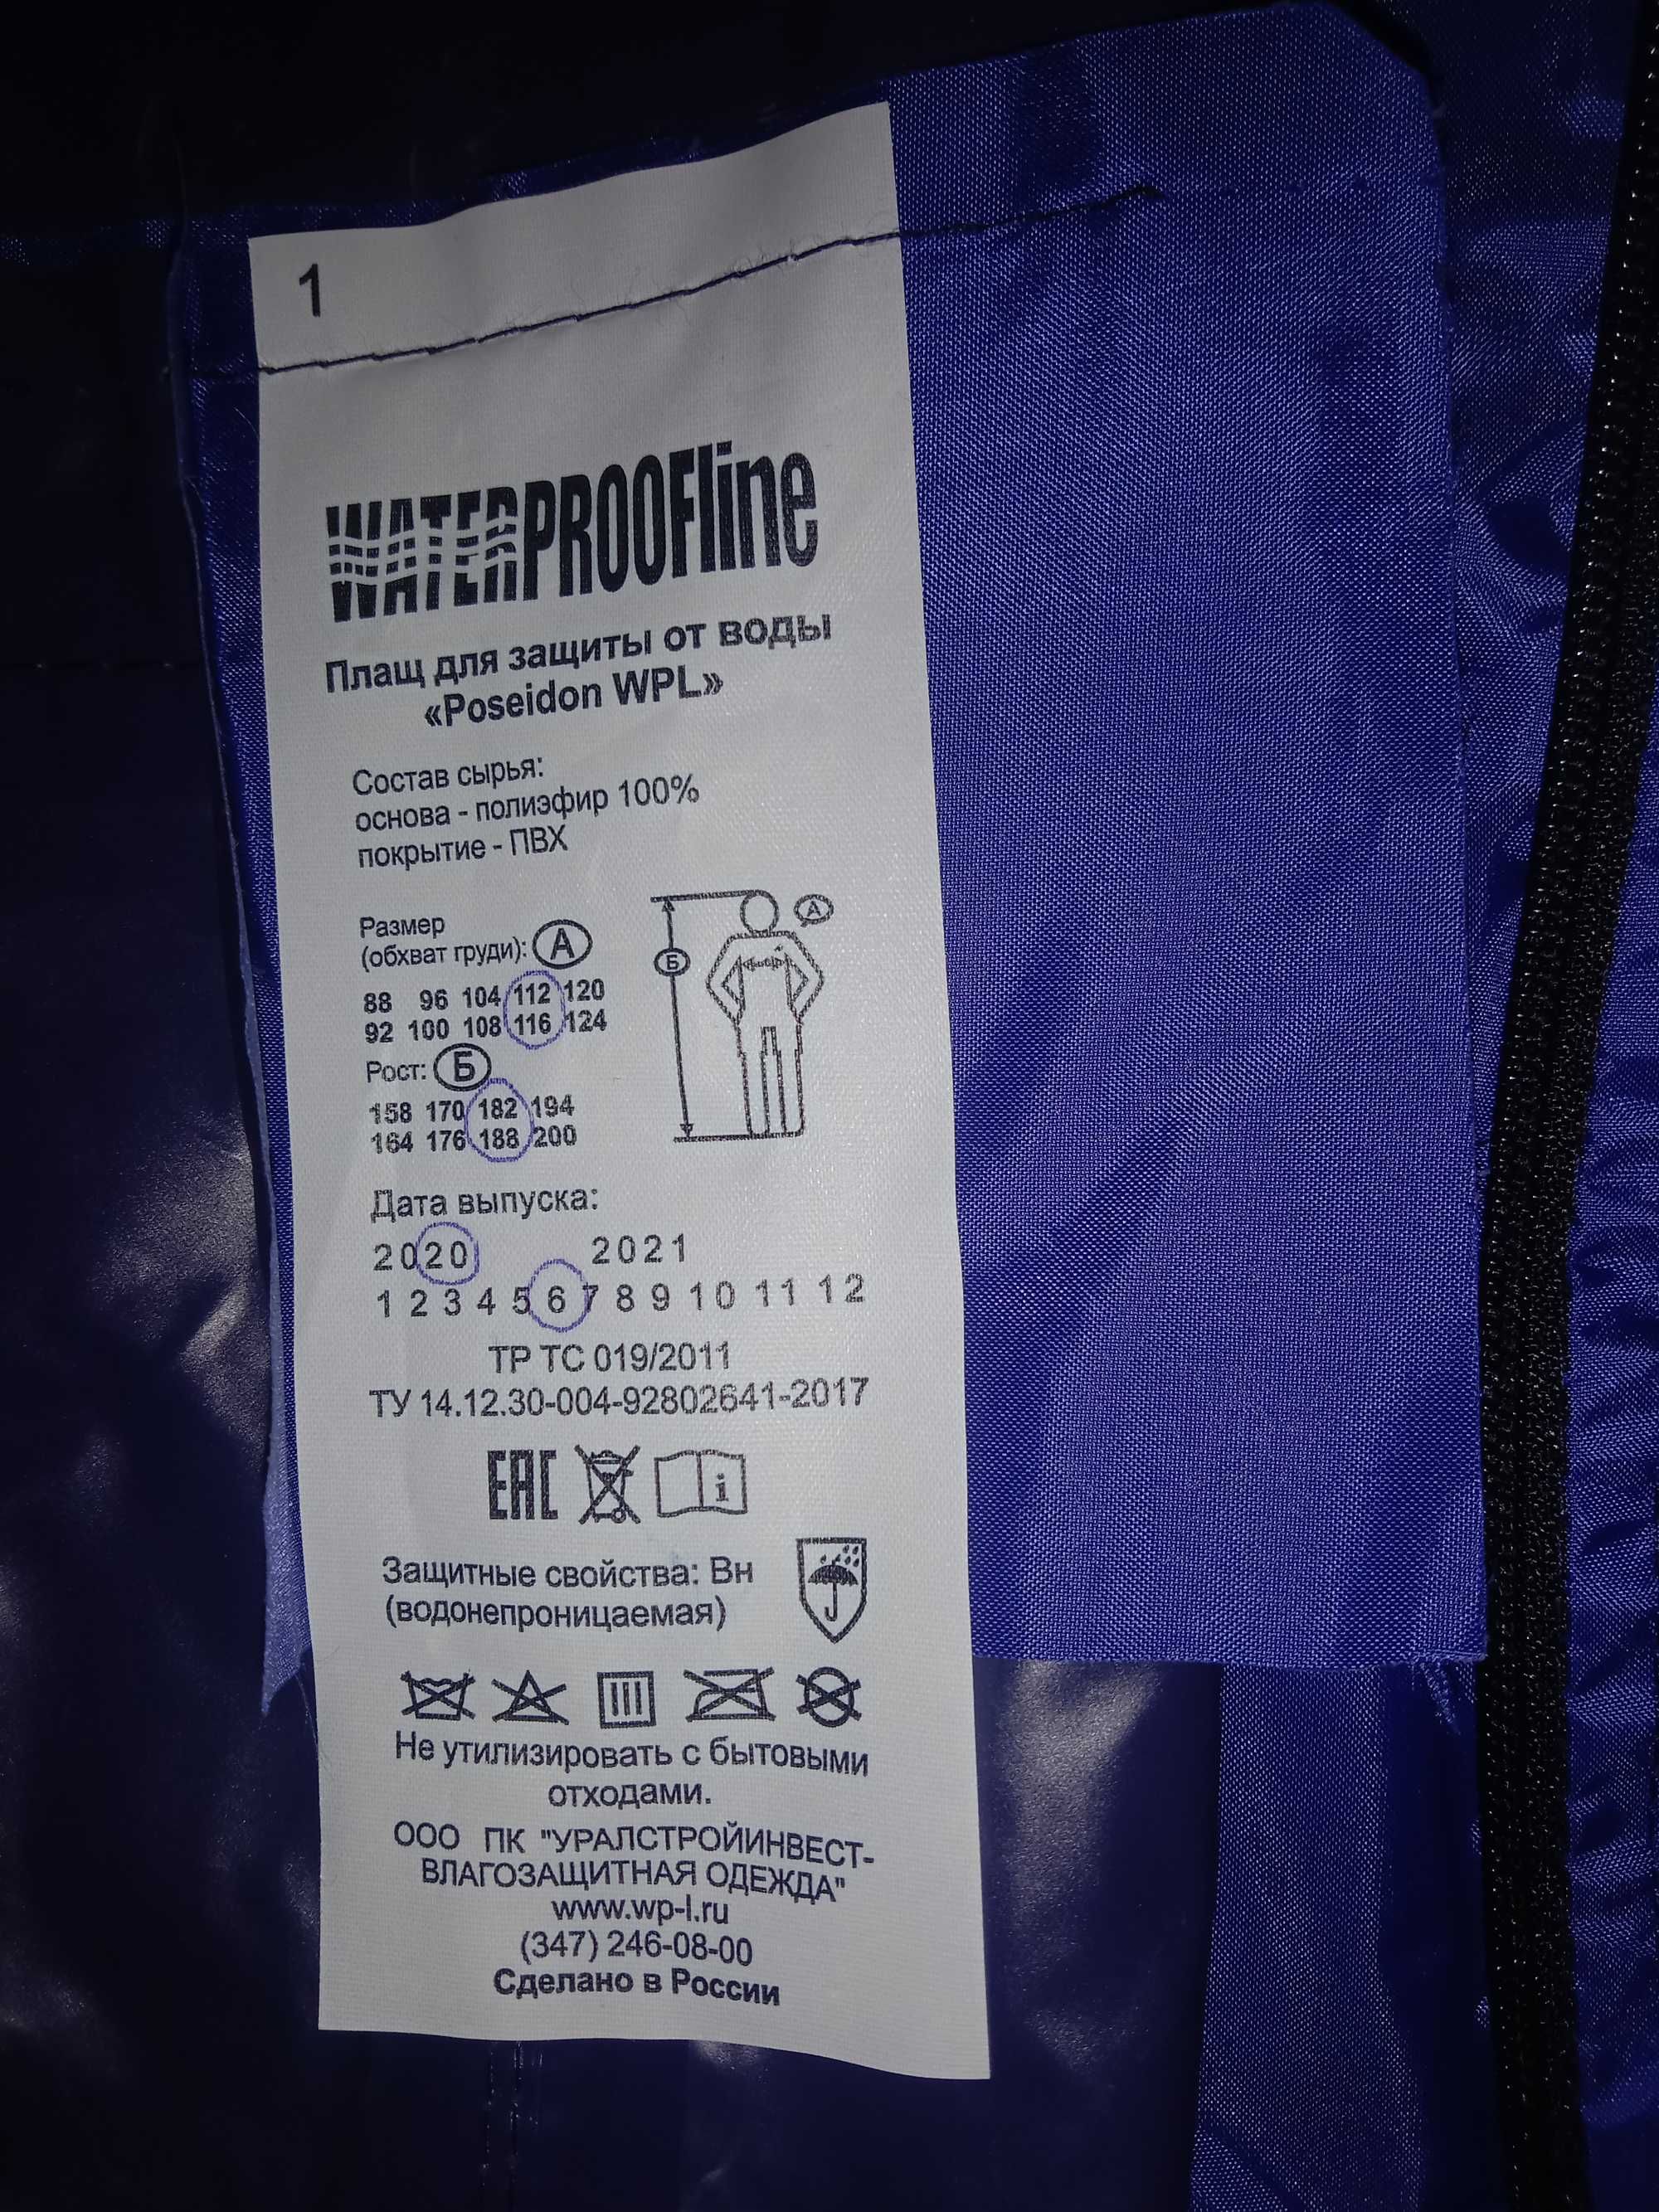 1
WATERPROOFline
Плащ для защиты от воды
«Poseidon WPL»
Состав сырья:
основа - полиэфир 100%
покрытие - ПВХ
Размер
(обхват груди): А
88 96 104 112 120
92 100 108 116 124
Рост: Б
158 170 182 194
164 176 188 200
А
Б
Дата выпуска:
2020 2021
1 2 3 4 5 6 7 8 9 10 11 12
ТР ТС 019/2011
ТУ 14.12.30-004-92802641-2017
EAC i
Защитные свойства: Вн
(водонепроницаемая)
Не утилизировать с бытовыми
отходами.
ООО ПК "УРАЛСТРОЙИНВЕСТ-
ВЛАГОЗАЩИТНАЯ ОДЕЖДА"
www.wp-l.ru
(347) 246-08-00
Сделано в России